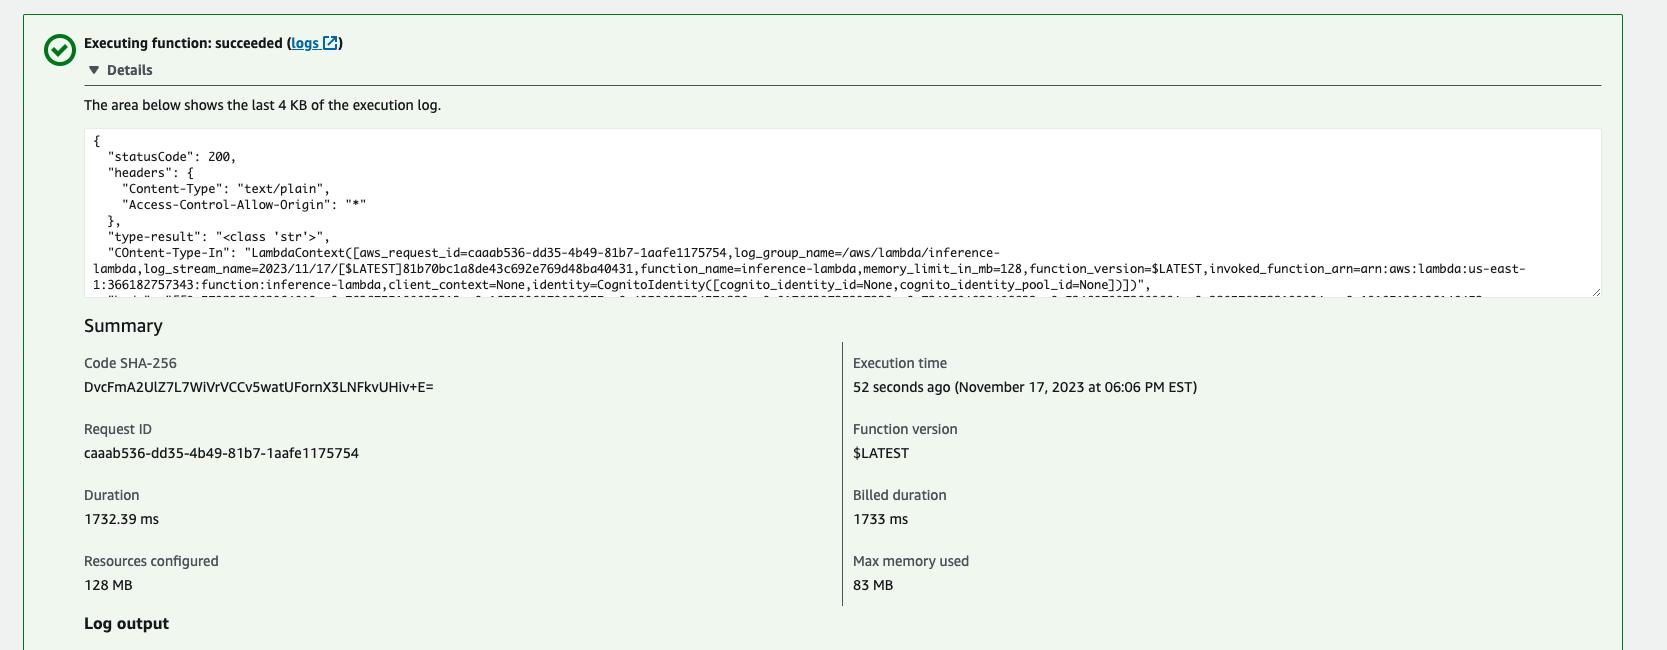 Executing function: succeeded (logs)
Details
The area below shows the last 4 KB of the execution log.
{
"statusCode": 200,
"headers": {
"Content-Type": "text/plain",
"Access-Control-Allow-Origin": "*"
},
"type-result": "<class 'str'>",
"COntent-Type-In": "LambdaContext([aws_request_id=caaab536-dd35-4b49-81b7-1aafe1175754,log_group_name=/aws/lambda/inference-
lambda,log_stream_name=2023/11/17/[$LATEST]81b70bc1a8de43c692e769d48ba40431,function_name=inference-lambda,memory_limit_in_mb=128,function_version=$LATEST,invoked_function_arn=arn:aws:lambda:us-east-
1:366182757343:function:inference-lambda,client_context=None,identity=CognitoIdentity([cognito_identity_id=None,cognito_identity_pool_id=None])])",
Summary
Code SHA-256
DvcFmA2UlZ7L7WiVrVCCv5watUFornX3LNFkvUHiv+E=
Execution time
52 seconds ago (November 17, 2023 at 06:06 PM EST)
Request ID
caaab536-dd35-4b49-81b7-1aafe1175754
Function version
$LATEST
Duration
1732.39 ms
Billed duration
1733 ms
Resources configured
128 MB
Max memory used
83 MB
Log output